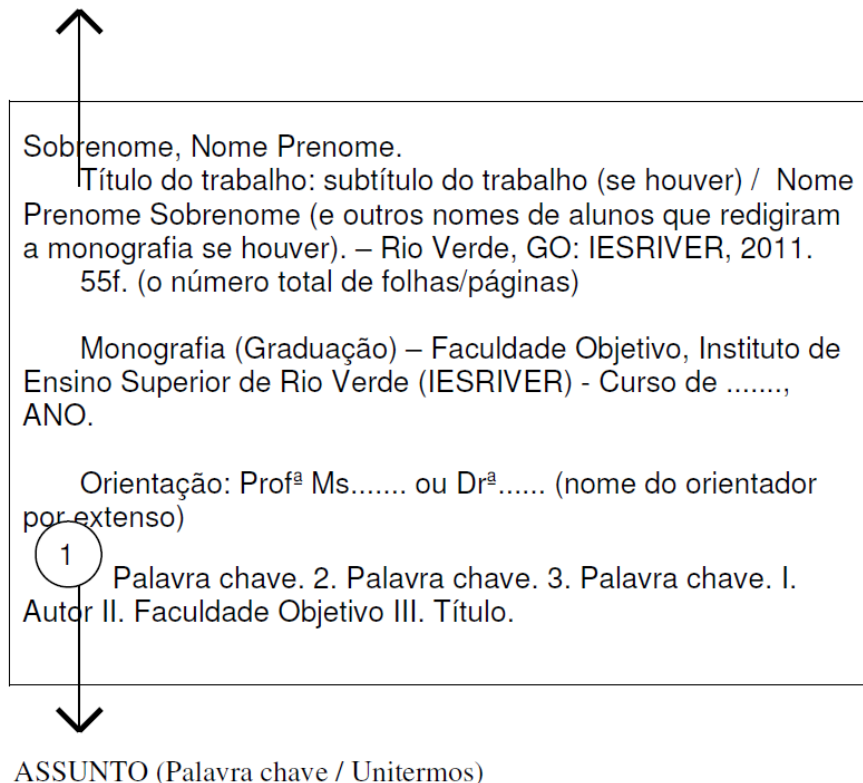 Sobrenome, Nome Prenome.
Título do trabalho: subtítulo do trabalho (se houver) / Nome
Prenome Sobrenome (e outros nomes de alunos que redigiram
a monografia se houver). – Rio Verde, GO: IESRIVER, 2011.
55f. (o número total de folhas/páginas)
Monografia (Graduação) – Faculdade Objetivo, Instituto de
Ensino Superior de Rio Verde (IESRIVER) - Curso de .......,
ANO.
Orientação: Profª Ms....... ou Drª...... (nome do orientador
por extenso)
1 Palavra chave. 2. Palavra chave. 3. Palavra chave. I.
Autor II. Faculdade Objetivo III. Título.
ASSUNTO (Palavra chave / Unitermos)